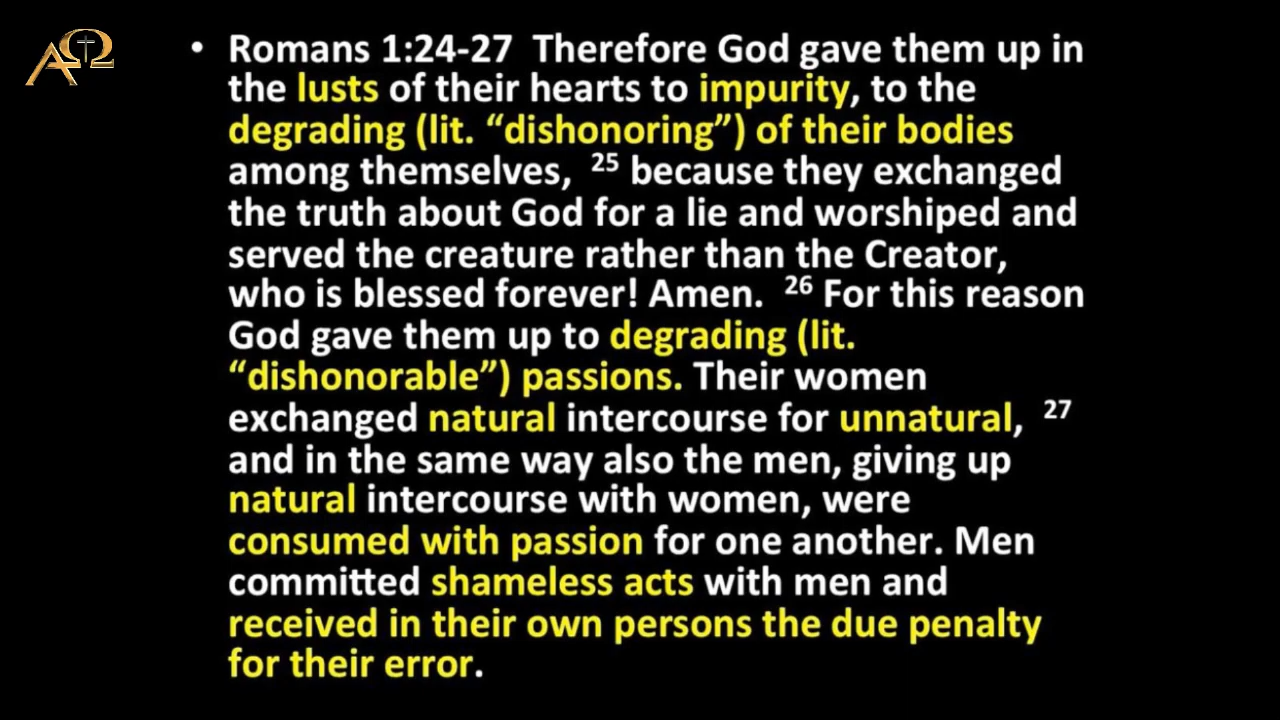 ΑΩ
• Romans 1:24-27 Therefore God gave them up in
the lusts of their hearts to impurity, to the
degrading (lit. “dishonoring”) of their bodies
among themselves, 25 because they exchanged
the truth about God for a lie and worshiped and
served the creature rather than the Creator,
who is blessed forever! Amen. 26 For this reason
God gave them up to degrading (lit.
“dishonorable”) passions. Their women
exchanged natural intercourse for unnatural, 27
and in the same way also the men, giving up
natural intercourse with women, were
consumed with passion for one another. Men
committed shameless acts with men and
received in their own persons the due penalty
for their error.